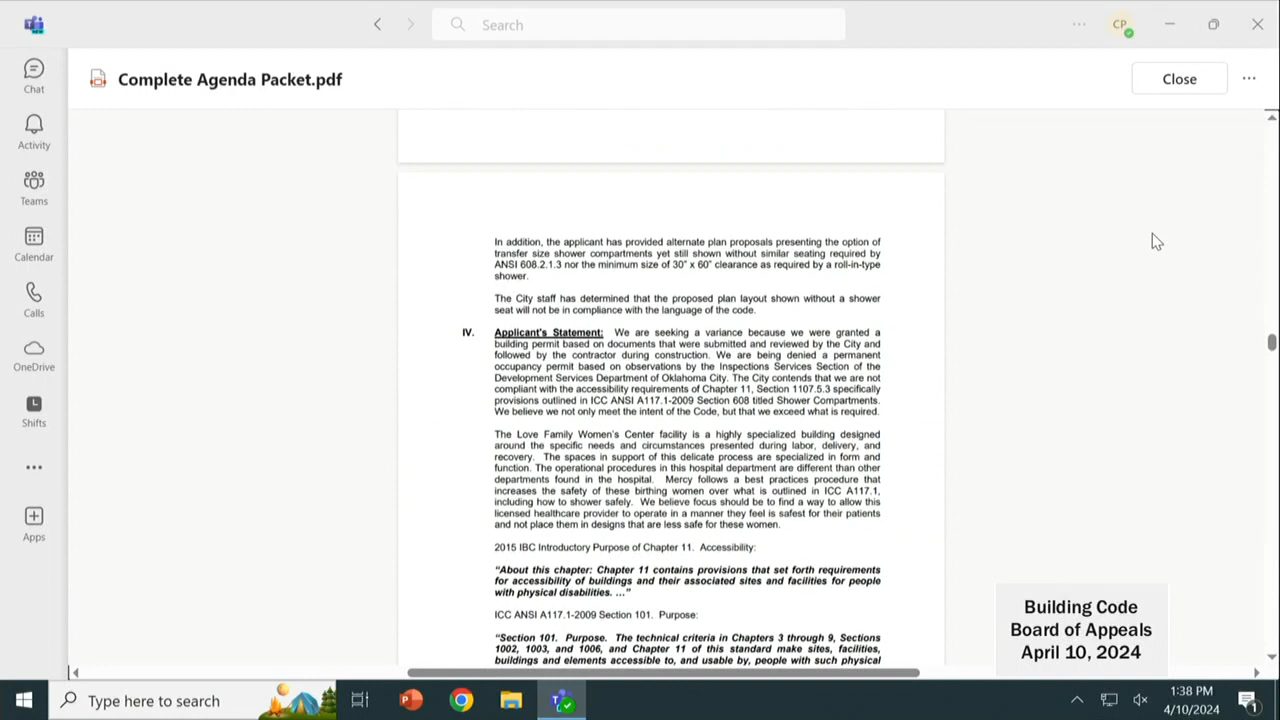 Search
CP
Chat
Activity
Teams
Calendar
Calls
OneDrive
Shifts
Apps
Complete Agenda Packet.pdf
Close
In addition, the applicant has provided alternate plan proposals presenting the option of
transfer size shower compartments yet still shown without similar seating required by
ANSI 608.2.1.3 nor the minimum size of 30" x 60" clearance as required by a roll-in-type
shower.
The City staff has determined that the proposed plan layout shown without a shower
seat will not be in compliance with the language of the code.
IV. Applicant's Statement: We are seeking a variance because we were granted a
building permit based on documents that were submitted and reviewed by the City and
followed by the contractor during construction. We are being denied a permanent
occupancy permit based on observations by the Inspections Services Section of the
Development Services Department of Oklahoma City. The City contends that we are not
compliant with the accessibility requirements of Chapter 11, Section 1107.5.3 specifically
provisions outlined in ICC ANSI A117.1-2009 Section 608 titled Shower Compartments.
We believe we not only meet the intent of the Code, but that we exceed what is required.
The Love Family Women's Center facility is a highly specialized building designed
around the specific needs and circumstances presented during labor, delivery, and
recovery. The spaces in support of this delicate process are specialized in form and
function. The operational procedures in this hospital department are different than other
departments found in the hospital. Mercy follows a best practices procedure that
increases the safety of these birthing women over what is outlined in ICC A117.1,
including how to shower safely. We believe focus should be to find a way to allow this
licensed healthcare provider to operate in a manner they feel is safest for their patients
and not place them in designs that are less safe for these women.
2015 IBC Introductory Purpose of Chapter 11. Accessibility:
"About this chapter: Chapter 11 contains provisions that set forth requirements
for accessibility of buildings and their associated sites and facilities for people
with physical disabilities. ..."
ICC ANSI A117.1-2009 Section 101. Purpose:
"Section 101. Purpose. The technical criteria in Chapters 3 through 9, Sections
1002, 1003, and 1006, and Chapter 11 of this standard make sites, facilities,
buildings and elements accessible to, and usable by, people with such physical
Building Code
Board of Appeals
April 10, 2024
Type here to search
1:38 PM
4/10/2024
1